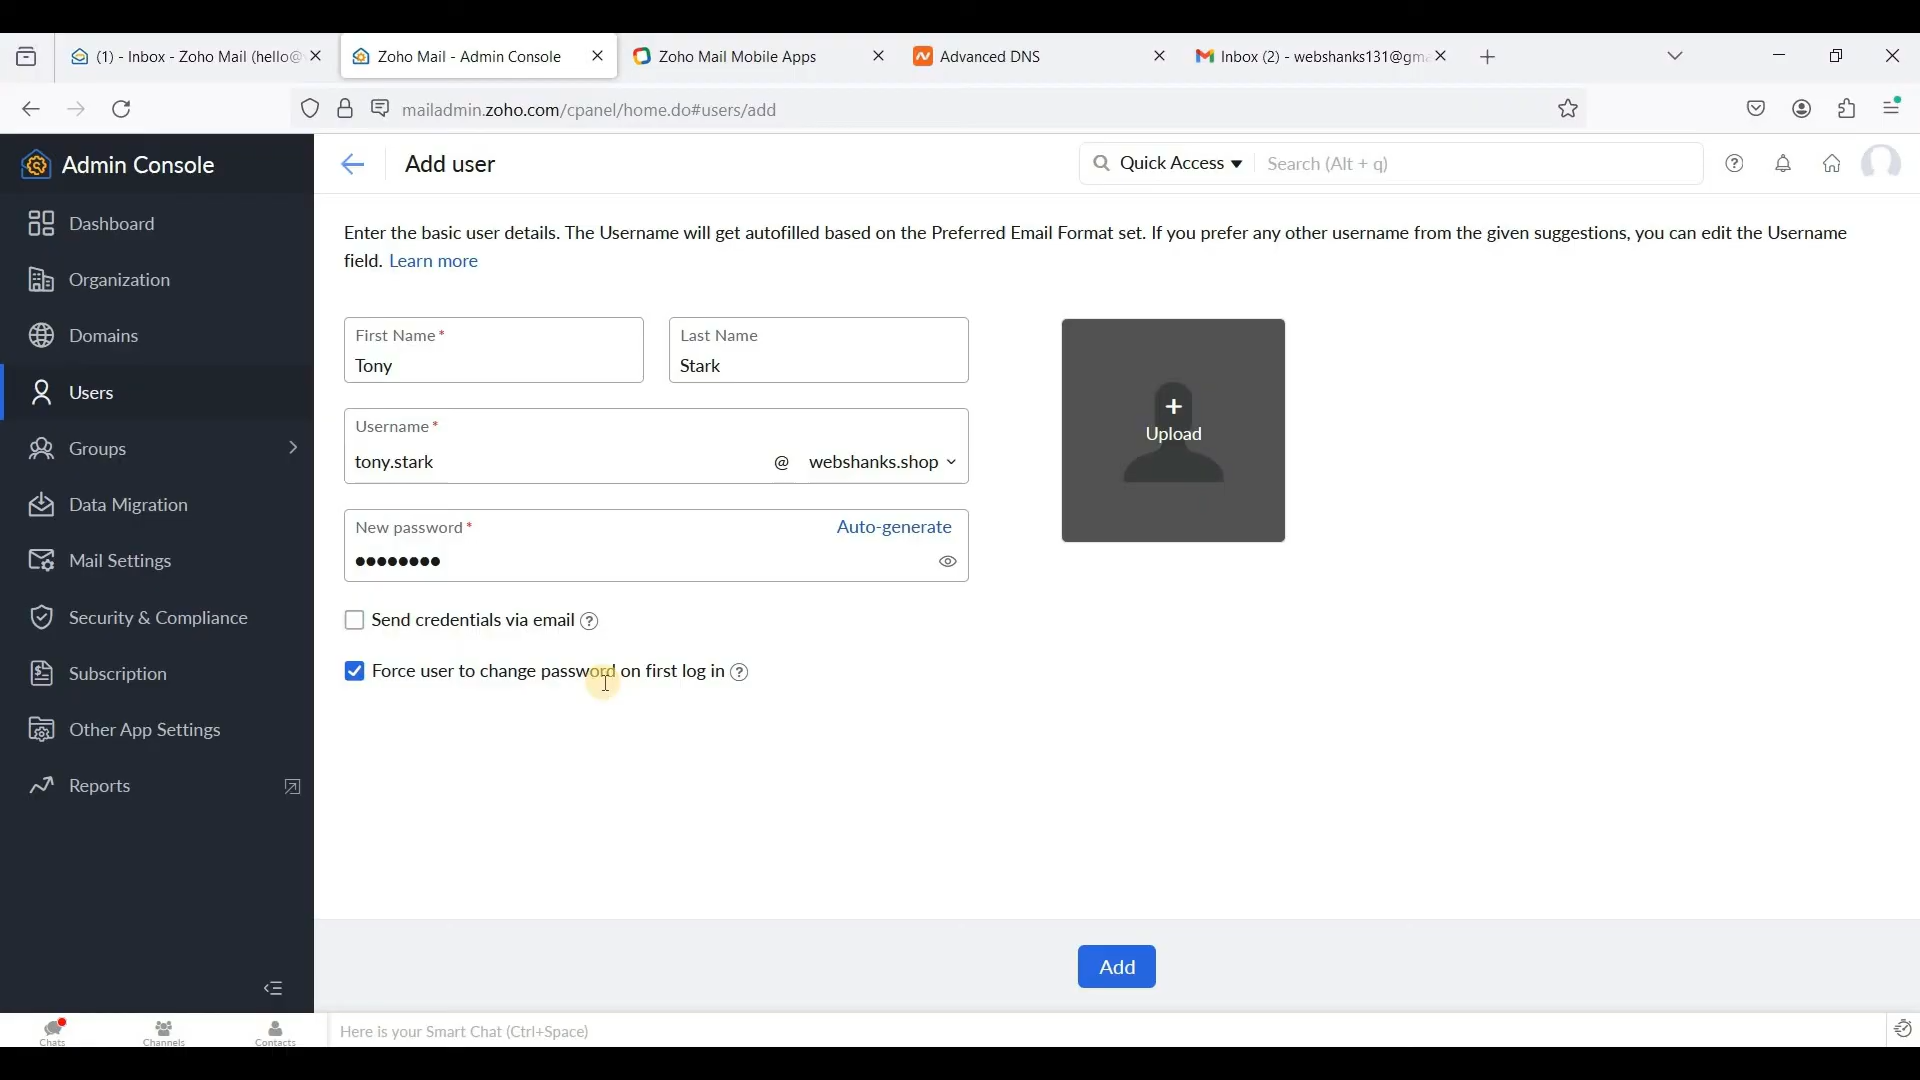 (1) - Inbox - Zoho Mail (hello@
Zoho Mail - Admin Console
Zoho Mail Mobile Apps
Advanced DNS
Inbox (2) - webshanks131@gm
mailadmin.zoho.com/cpanel/home.do#users/add
Admin Console
Add user
Quick Access
Search (Alt + q)
Dashboard
Organization
Domains
Users
Groups
Data Migration
Mail Settings
Security & Compliance
Subscription
Other App Settings
Reports
Enter the basic user details. The Username will get autofilled based on the Preferred Email Format set. If you prefer any other username from the given suggestions, you can edit the Username
field. Learn more
First Name*
Tony
Last Name
Stark
Username*
tony.stark @ webshanks.shop
New password* Auto-generate
••••••••
Send credentials via email ?
Force user to change password on first log in ?
+
Upload
Add
Chats
Channels
Contacts
Here is your Smart Chat (Ctrl+Space)